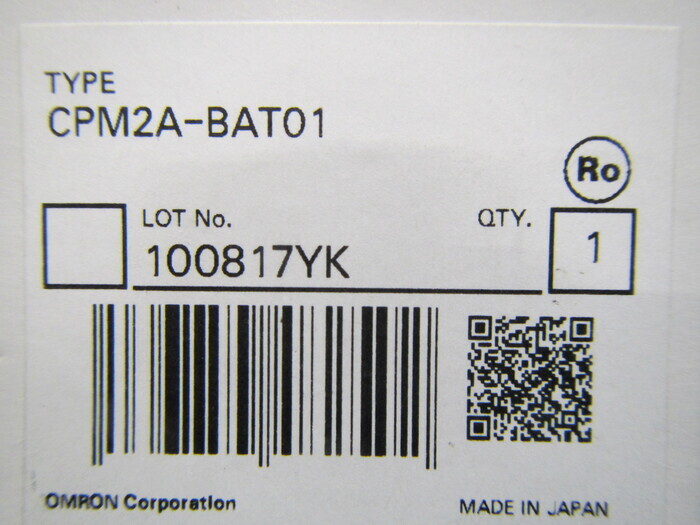 TYPE
CPM2A-BAT01
Ro
LOT No.
100817YK
QTY.
1
OMRON Corporation
MADE IN JAPAN